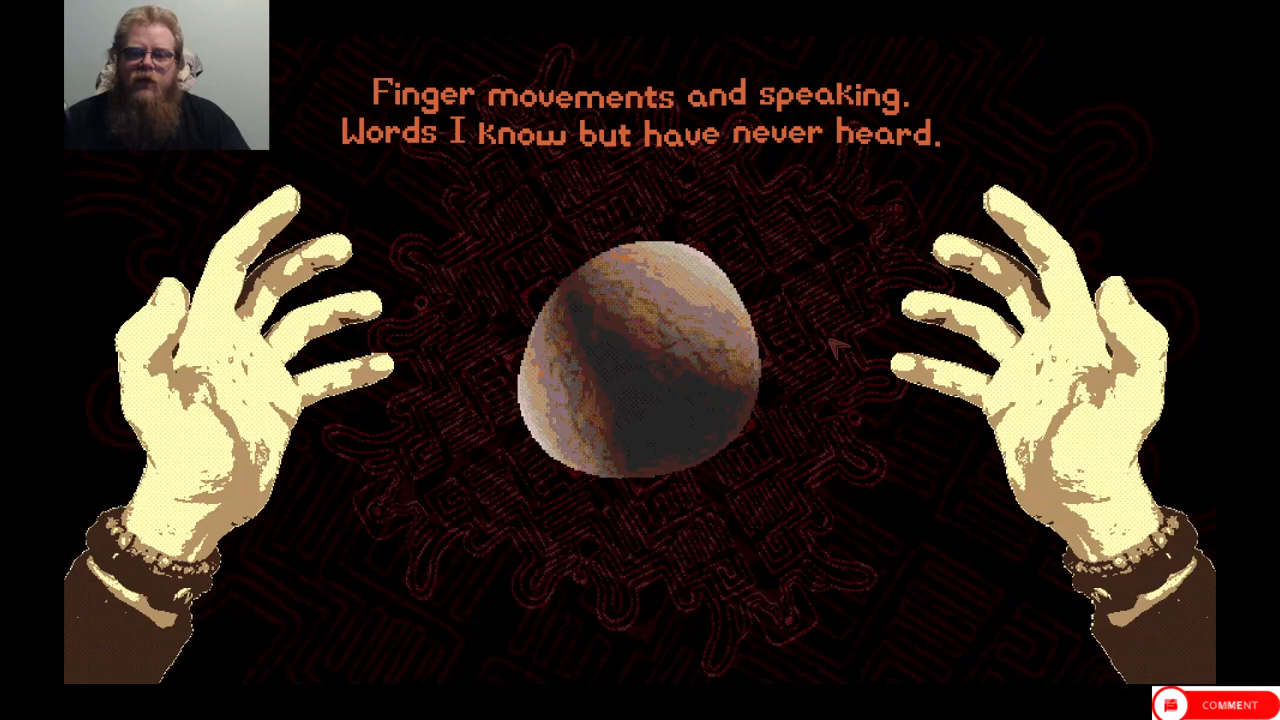 Finger movements and speaking.
Words I know but have never heard.
COMMENT